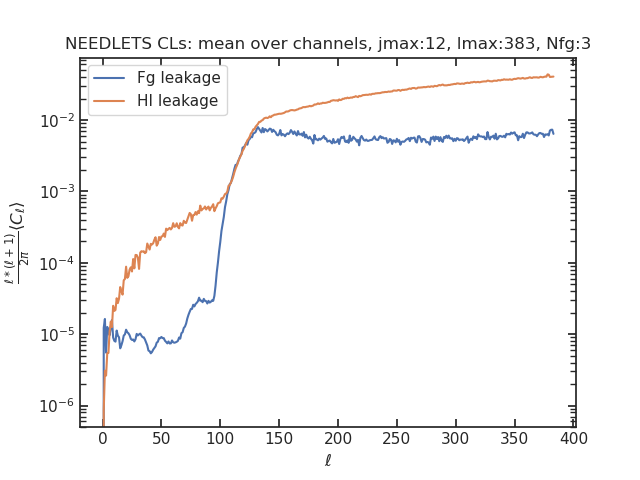 NEEDLETS CLs: mean over channels, jmax:12, lmax:383, Nfg:3
Fg leakage
HI leakage
10⁻²
10⁻³
10⁻⁴
10⁻⁵
10⁻⁶
ℓ*(ℓ+1)/2π ⟨Cℓ⟩
0 50 100 150 200 250 300 350 400
ℓ